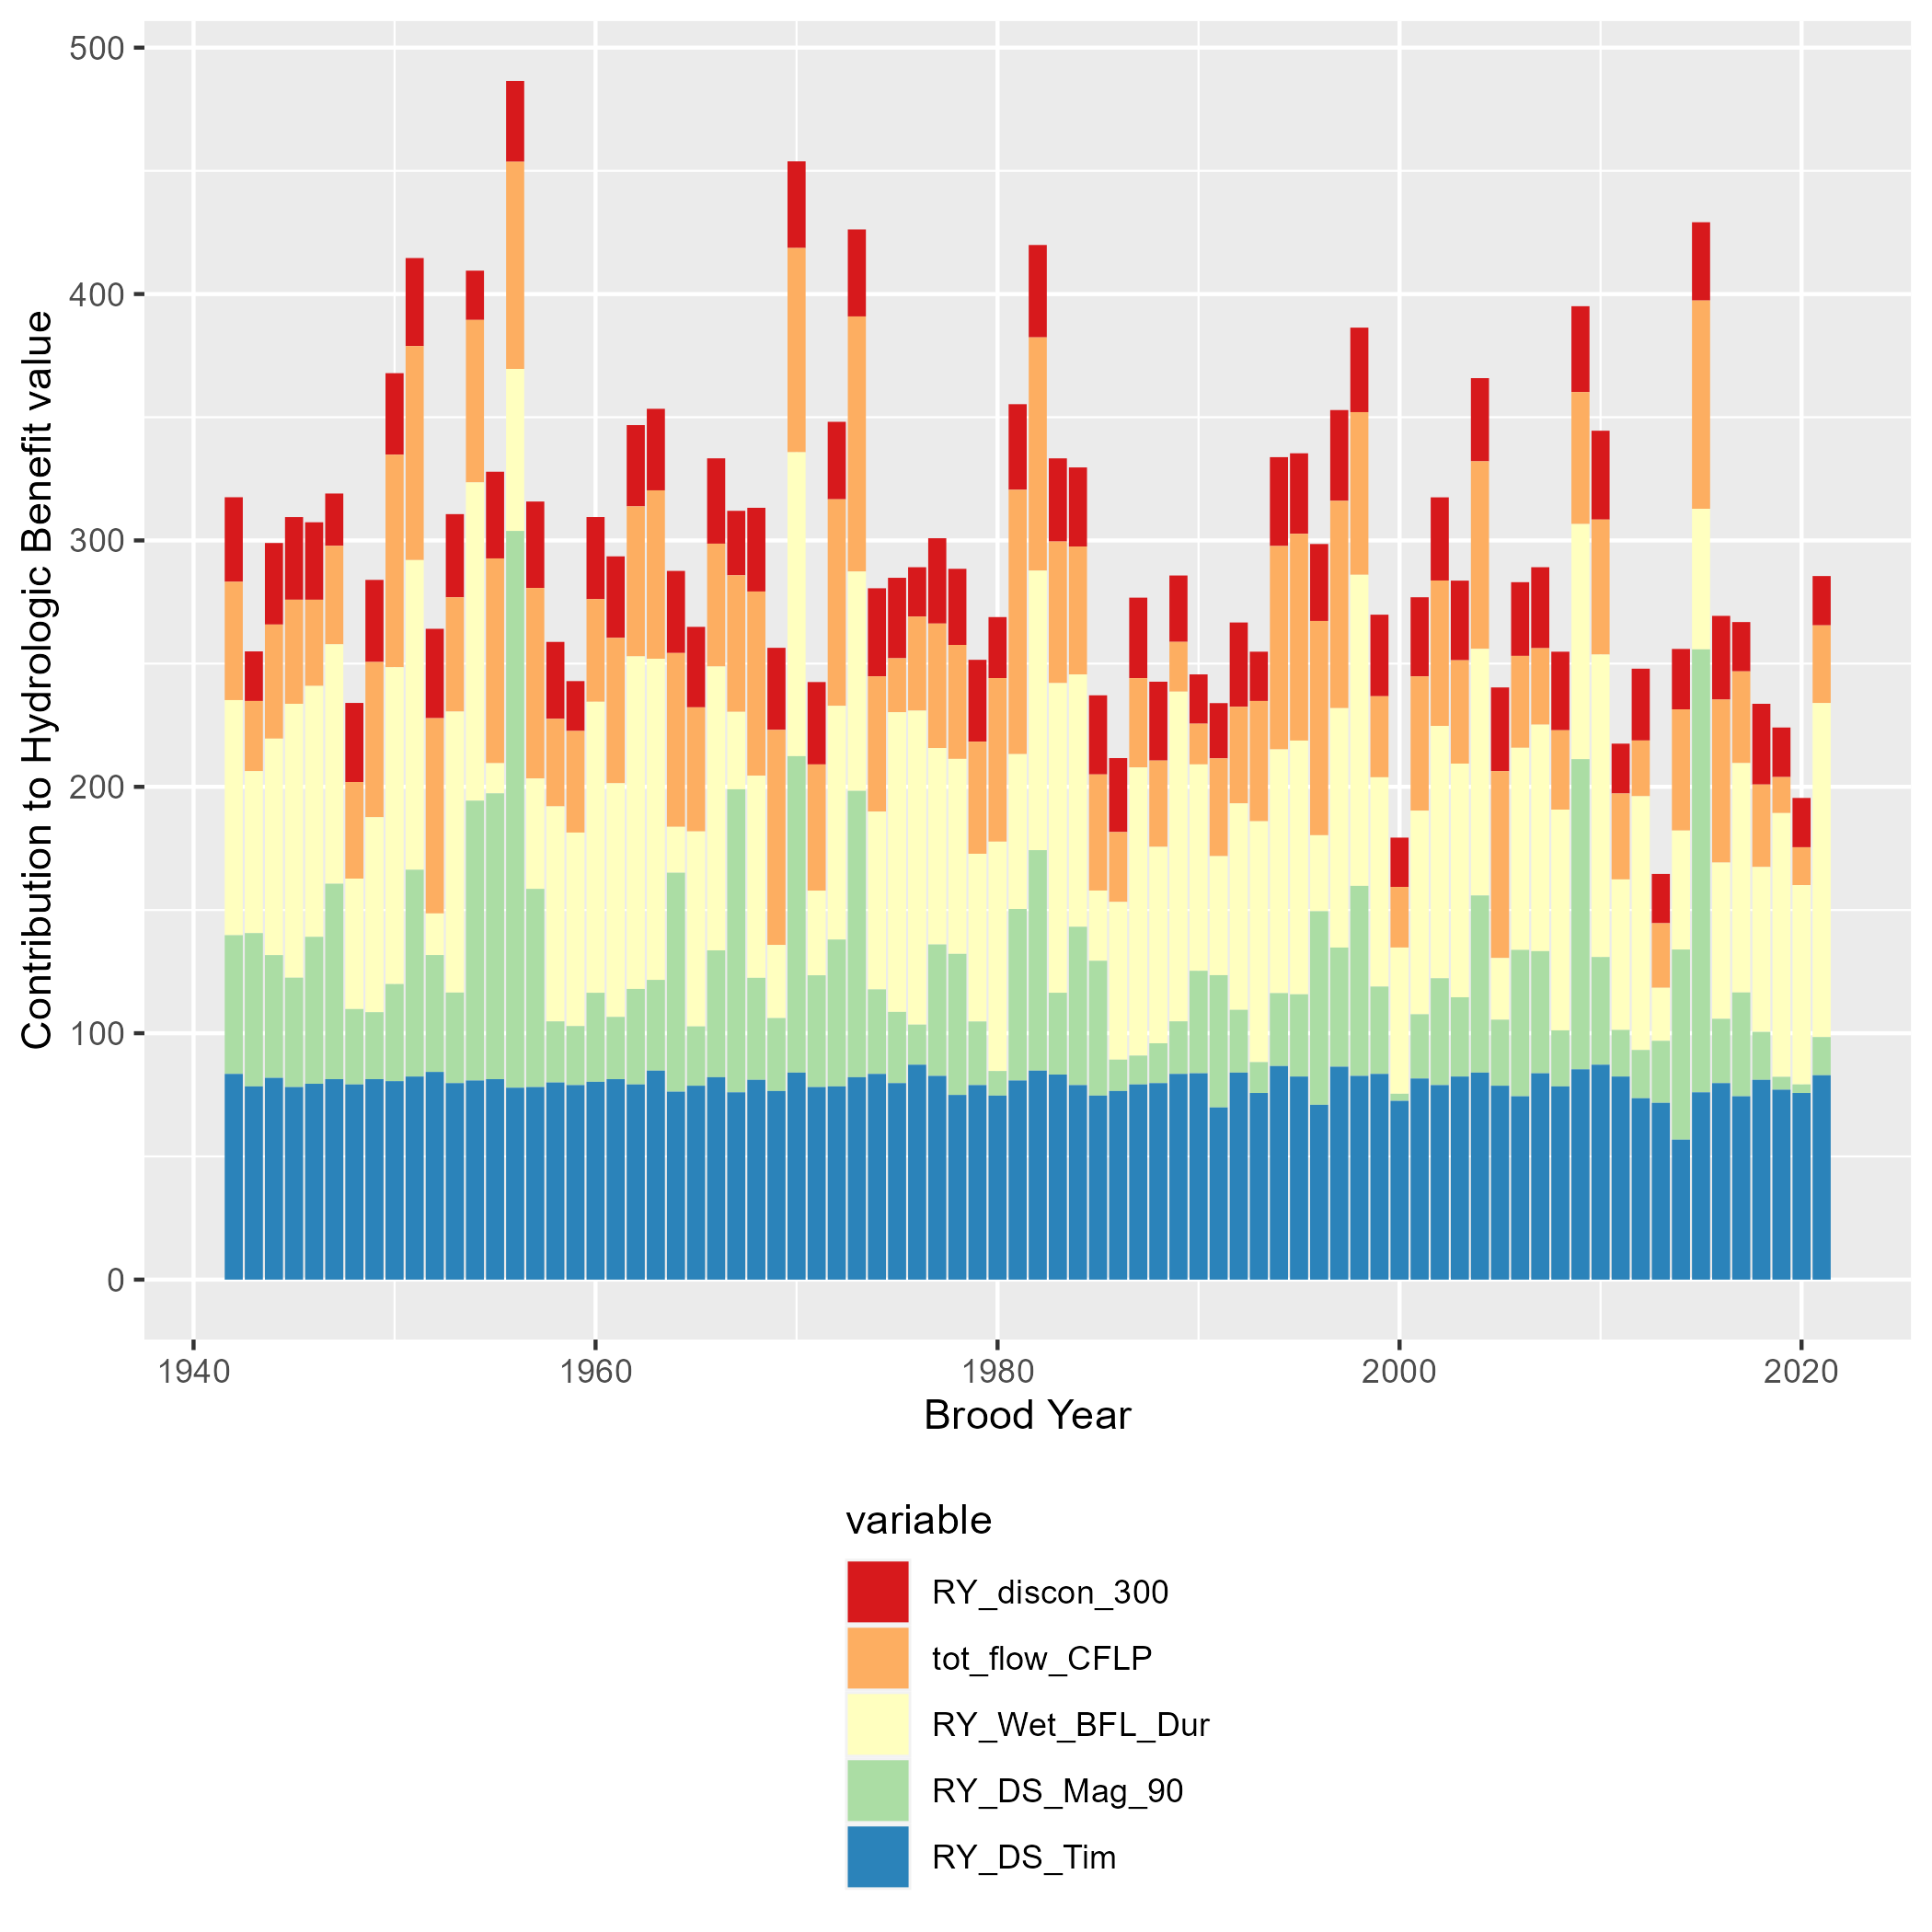 500
400
300
200
100
0
Contribution to Hydrologic Benefit value
1940 1960 1980 2000 2020
Brood Year
variable
RY_discon_300
tot_flow_CFLP
RY_Wet_BFL_Dur
RY_DS_Mag_90
RY_DS_Tim